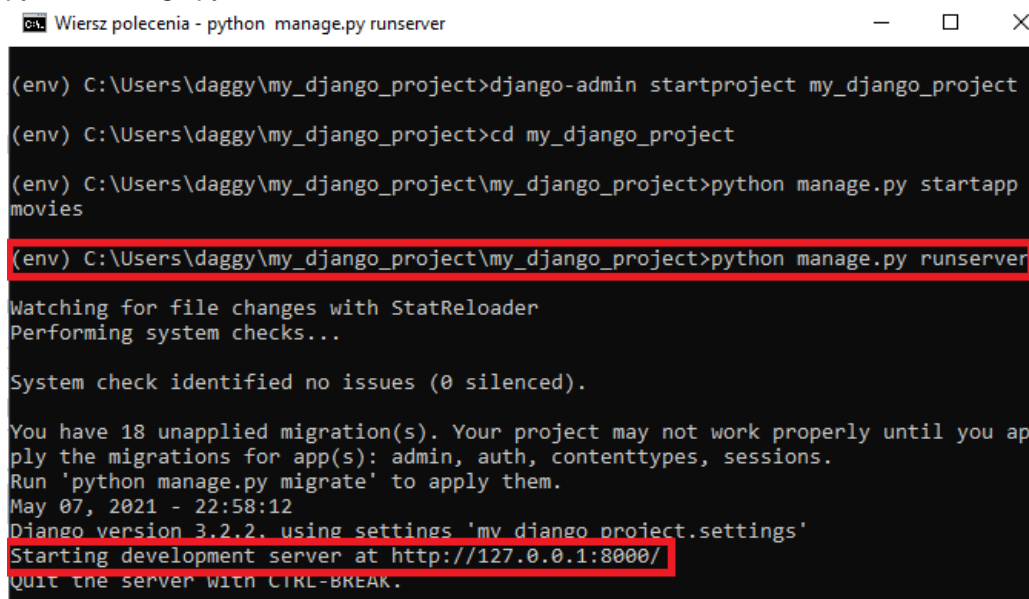 Wiersz polecenia - python manage.py runserver
(env) C:\Users\daggy\my_django_project>django-admin startproject my_django_project
(env) C:\Users\daggy\my_django_project>cd my_django_project
(env) C:\Users\daggy\my_django_project\my_django_project>python manage.py startapp
movies
(env) C:\Users\daggy\my_django_project\my_django_project>python manage.py runserver
Watching for file changes with StatReloader
Performing system checks...
System check identified no issues (0 silenced).
You have 18 unapplied migration(s). Your project may not work properly until you ap
ply the migrations for app(s): admin, auth, contenttypes, sessions.
Run 'python manage.py migrate' to apply them.
May 07, 2021 - 22:58:12
Django version 3.2.2, using settings 'my_django_project.settings'
Starting development server at http://127.0.0.1:8000/
Quit the server with CTRL-BREAK.